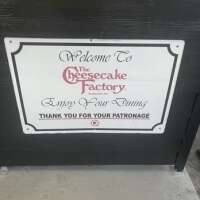 Welcome To
The
Cheesecake
Factory
Enjoy Your Dining
THANK YOU FOR YOUR PATRONAGE